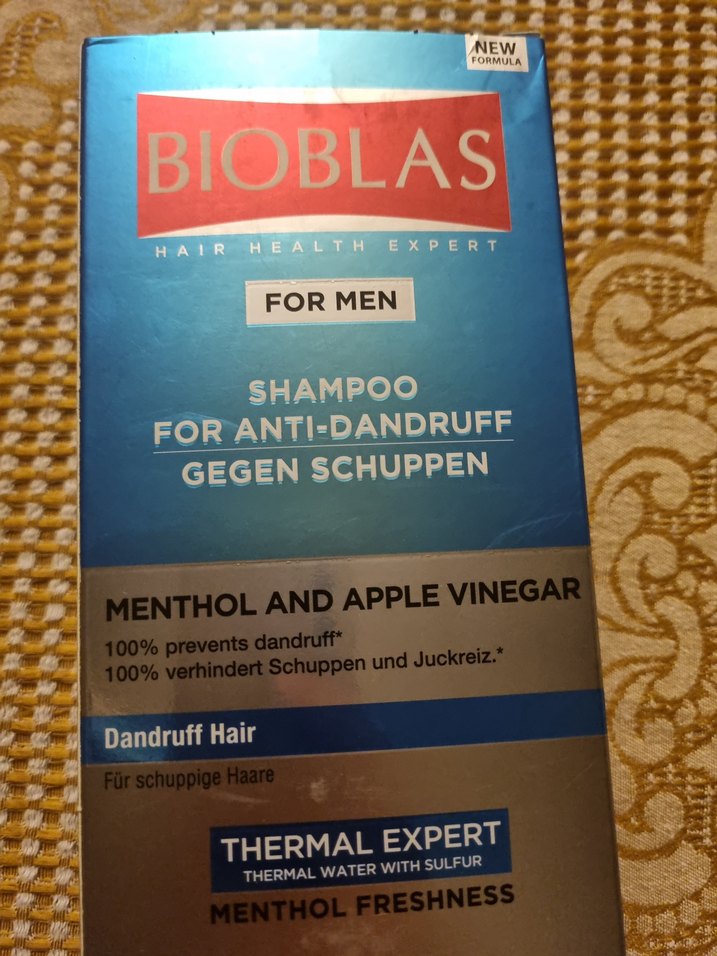 NEW
FORMULA
BIOBLAS
HAIR HEALTH EXPERT
FOR MEN
SHAMPOO
FOR ANTI-DANDRUFF
GEGEN SCHUPPEN
MENTHOL AND APPLE VINEGAR
100% prevents dandruff*
100% verhindert Schuppen und Juckreiz.*
Dandruff Hair
Für schuppige Haare
THERMAL EXPERT
THERMAL WATER WITH SULFUR
MENTHOL FRESHNESS